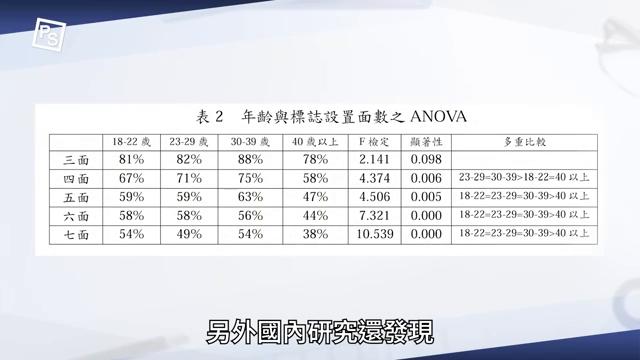 PS
表 2 年齡與標誌設置面數之 ANOVA
18-22 歲 23-29 歲 30-39 歲 40 歲以上 F 檢定 顯著性 多重比較
三面 81% 82% 88% 78% 2.141 0.098
四面 67% 71% 75% 58% 4.374 0.006 23-29=30-39>18-22=40 以上
五面 59% 59% 63% 47% 4.506 0.005 18-22=23-29=30-39>40 以上
六面 58% 58% 56% 44% 7.321 0.000 18-22=23-29=30-39>40 以上
七面 54% 49% 54% 38% 10.539 0.000 18-22=23-29=30-39>40 以上
另外國內研究還發現